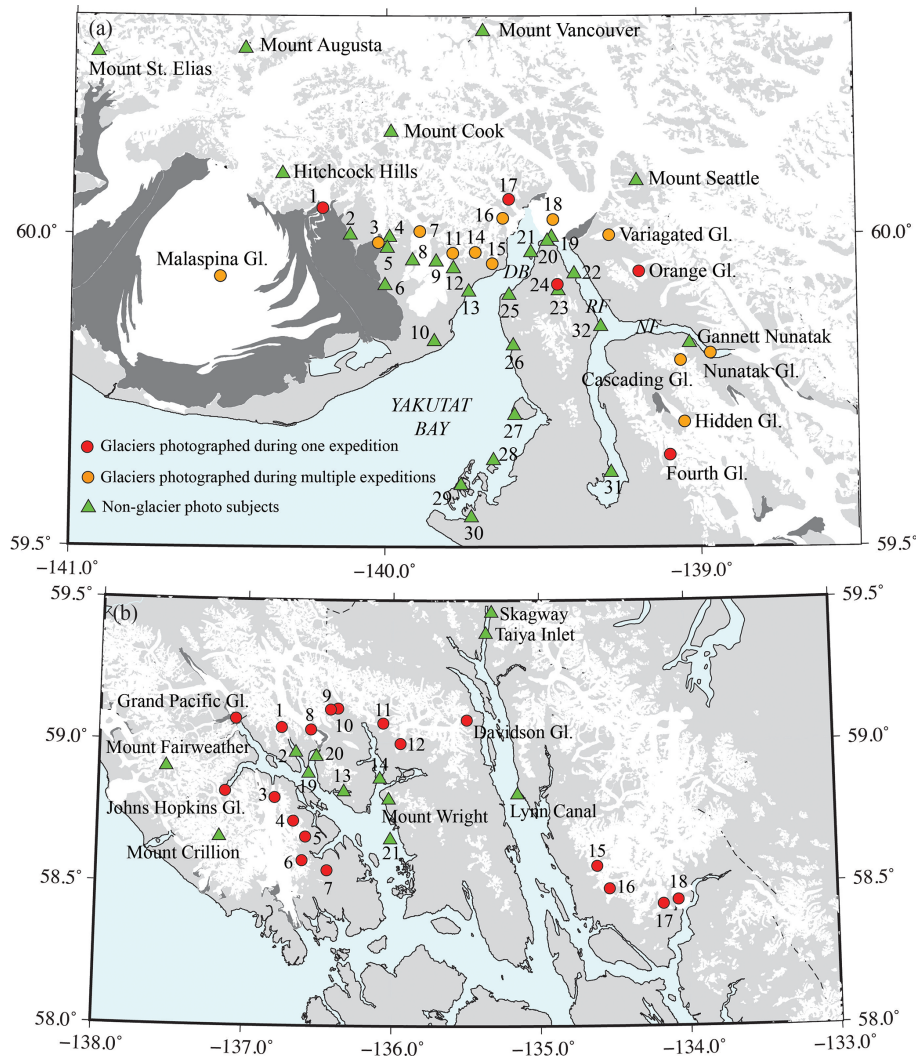 (a)
Mount Vancouver
Mount Augusta
Mount St. Elias
Mount Cook
Hitchcock Hills
Mount Seattle
1
17
18
16
2
3
4
7
60.0°
60.0°
Variagated Gl.
11
14
15
21
19
20
5
8
9
12
Malaspina Gl.
DB
22
Orange Gl.
6
13
24
25
23
RF
32
NF
10
Gannett Nunatak
26
Nunatak Gl.
Cascading Gl.
YAKUTAT
BAY
27
Hidden Gl.
Glaciers photographed during one expedition
28
Glaciers photographed during multiple expeditions
Fourth Gl.
31
29
Non-glacier photo subjects
30
59.5°
−141.0°
−140.0°
−139.0°
59.5°
59.5°
(b)
Skagway
Taiya Inlet
Grand Pacific Gl.
1
8
9
10
11
59.0°
59.0°
Davidson Gl.
Mount Fairweather
2
20
12
19
13
14
Johns Hopkins Gl.
3
Mount Wright
Lynn Canal
4
5
Mount Crillion
21
6
7
15
58.5°
58.5°
16
18
17
58.0°
58.0°
−138.0°
−137.0°
−136.0°
−135.0°
−134.0°
−133.0°